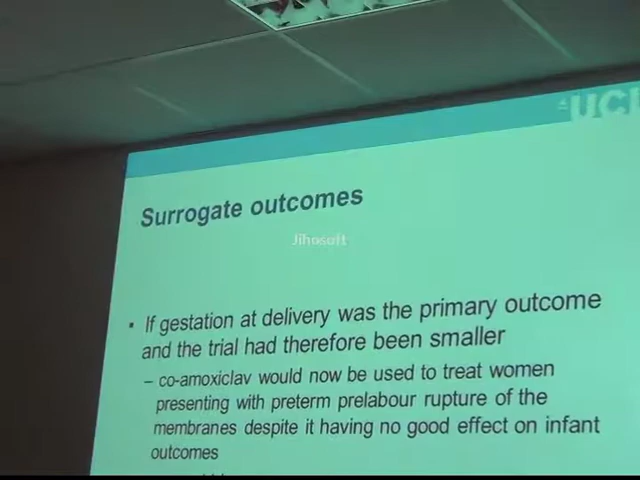 UCL
Surrogate outcomes
Jihosoft
▪ If gestation at delivery was the primary outcome
and the trial had therefore been smaller
– co-amoxiclav would now be used to treat women
presenting with preterm prelabour rupture of the
membranes despite it having no good effect on infant
outcomes